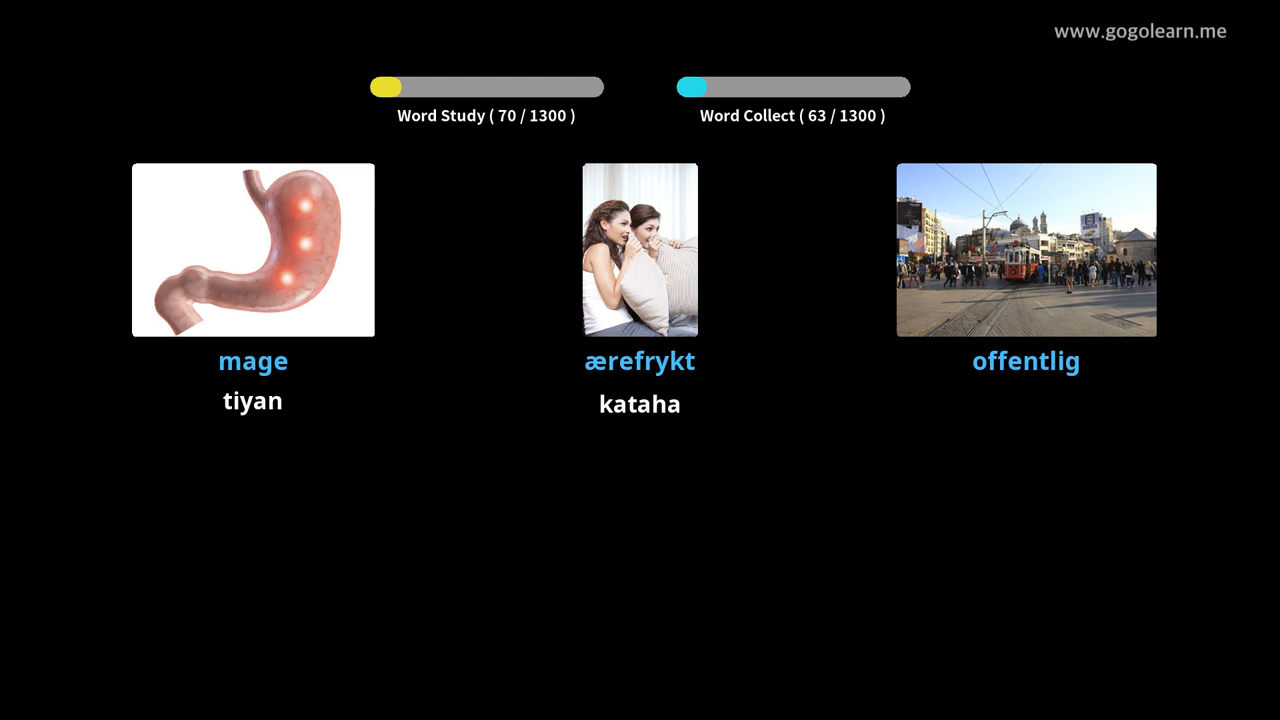 www.gogolearn.me
Word Study ( 70 / 1300 )
Word Collect ( 63 / 1300 )
mage
ærefrykt
offentlig
tiyan
kataha